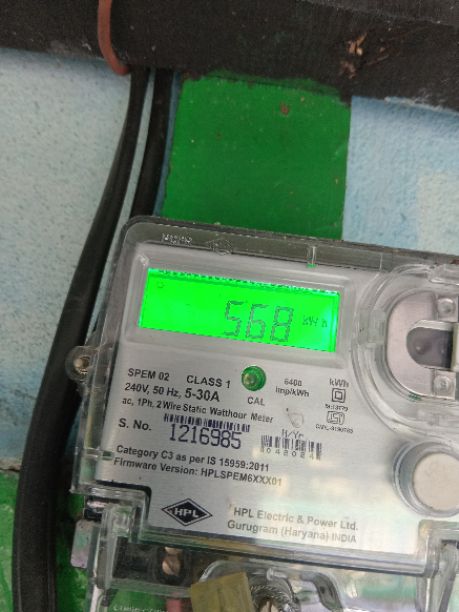 568 kWh
SPEM 02 CLASS 1 6400 kWh
240V, 50 Hz, 5-30A CAL imp/kWh
ac, 1Ph, 2 Wire Static Watthour Meter
S. No. 1216985 M/Yr
Category C3 as per IS 15959:2011
Firmware Version: HPLSPEM6XXX01
HPL
HPL Electric & Power Ltd.
Gurugram (Haryana) INDIA